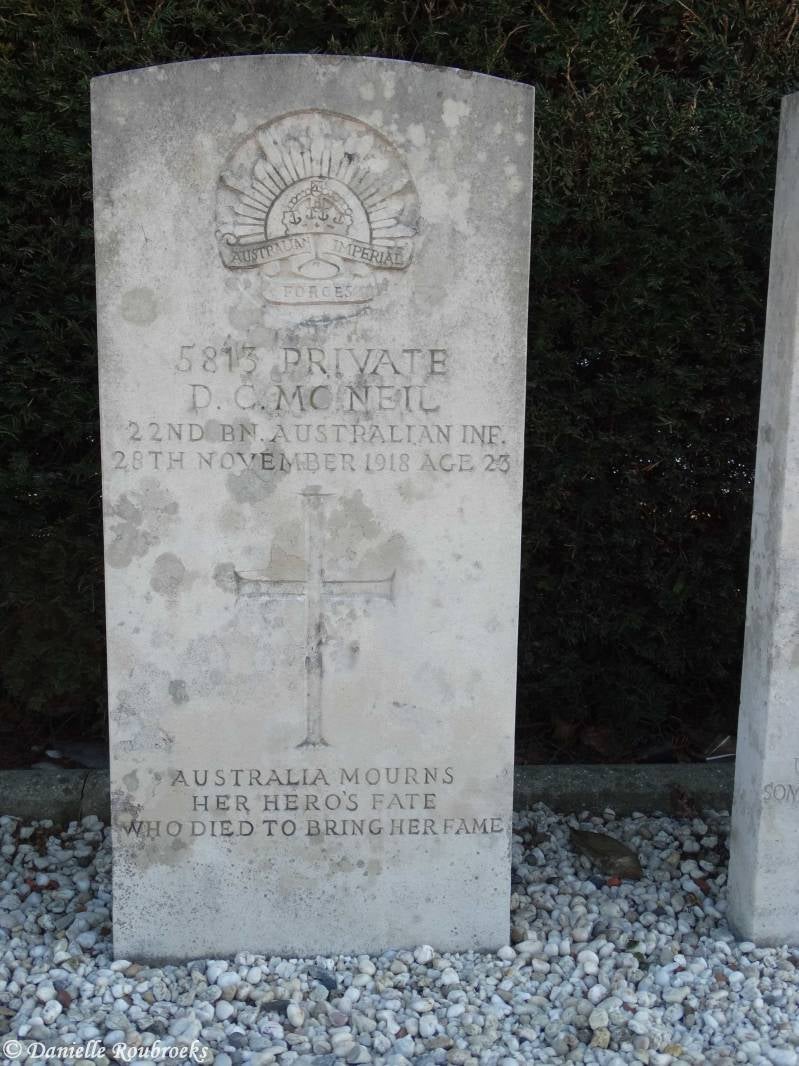 AUSTRALIAN IMPERIAL
FORCES
5813 PRIVATE
D. C. MCNEIL
22ND BN. AUSTRALIAN INF.
28TH NOVEMBER 1918 AGE 23
AUSTRALIA MOURNS
HER HERO'S FATE
WHO DIED TO BRING HER FAME
SOM
© Danielle Roubroeks